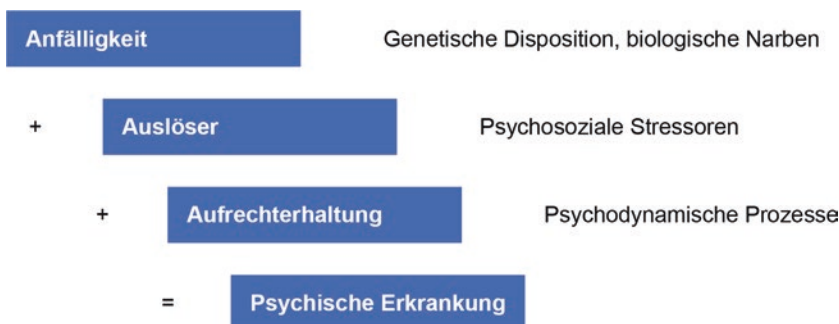 Anfälligkeit Genetische Disposition, biologische Narben
+ Auslöser Psychosoziale Stressoren
+ Aufrechterhaltung Psychodynamische Prozesse
= Psychische Erkrankung